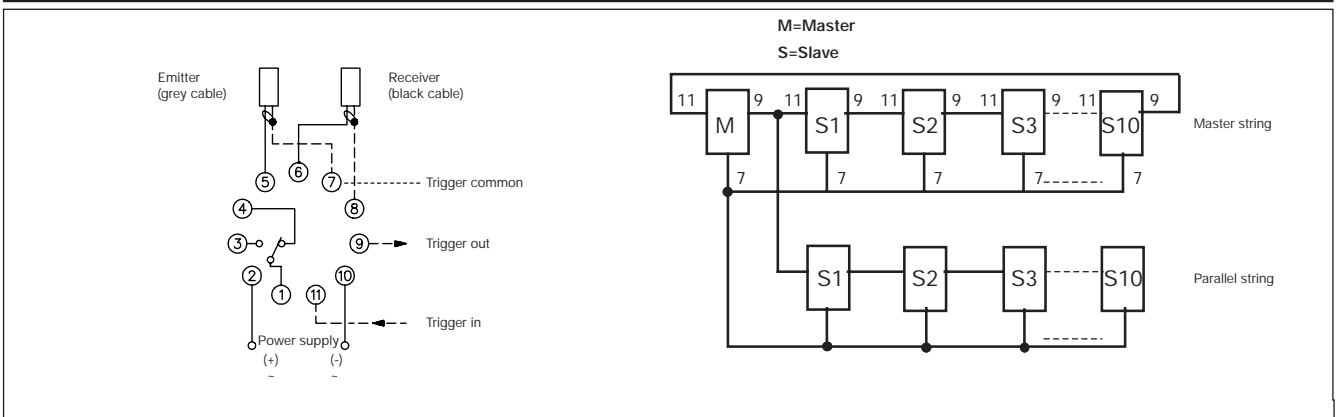 Emitter
(grey cable)
Receiver
(black cable)
5
6
7
Trigger common
4
8
3
9
Trigger out
2
10
1
11
Trigger in
Power supply
(+)
(-)
~
~
M=Master
S=Slave
11 9 11 9 11 9 11 9 11 9
M S1 S2 S3 S10
Master string
7 7 7 7 7
S1 S2 S3 S10
Parallel string